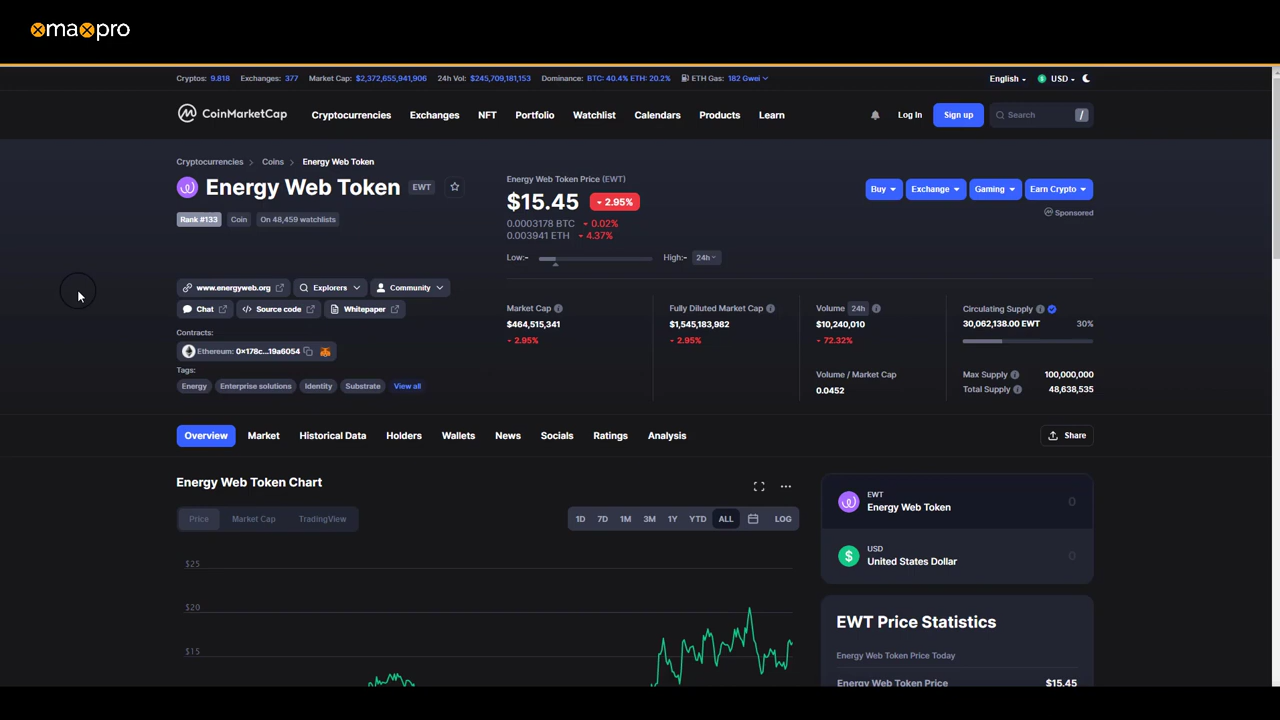 omaxpro
Cryptos: 9.818 Exchanges: 377 Market Cap: $2,372,655,941,906 24h Vol: $245,709,181,153 Dominance: BTC: 40.4% ETH: 20.2% ETH Gas: 182 Gwei
English USD
CoinMarketCap Cryptocurrencies Exchanges NFT Portfolio Watchlist Calendars Products Learn Log In Sign up Search /
Cryptocurrencies Coins Energy Web Token
Energy Web Token EWT
Rank #133 Coin On 48,459 watchlists
Energy Web Token Price (EWT)
$15.45 2.95%
0.0003178 BTC 0.02%
0.003941 ETH 4.37%
Low:- High:- 24h
Buy Exchange Gaming Earn Crypto
Sponsored
www.energyweb.org Explorers Community
Chat Source code Whitepaper
Contracts:
Ethereum: 0x178c...19a6054
Tags:
Energy Enterprise solutions Identity Substrate View all
Market Cap
$464,515,341
2.95%
Fully Diluted Market Cap
$1,545,183,982
2.95%
Volume 24h
$10,240,010
72.32%
Volume / Market Cap
0.0452
Circulating Supply
30,062,138.00 EWT 30%
Max Supply 100,000,000
Total Supply 48,638,535
Overview Market Historical Data Holders Wallets News Socials Ratings Analysis Share
Energy Web Token Chart
Price Market Cap TradingView 1D 7D 1M 3M 1Y YTD ALL LOG
$25
$20
$15
EWT
Energy Web Token 0
USD
United States Dollar 0
EWT Price Statistics
Energy Web Token Price Today
Energy Web Token Price $15.45